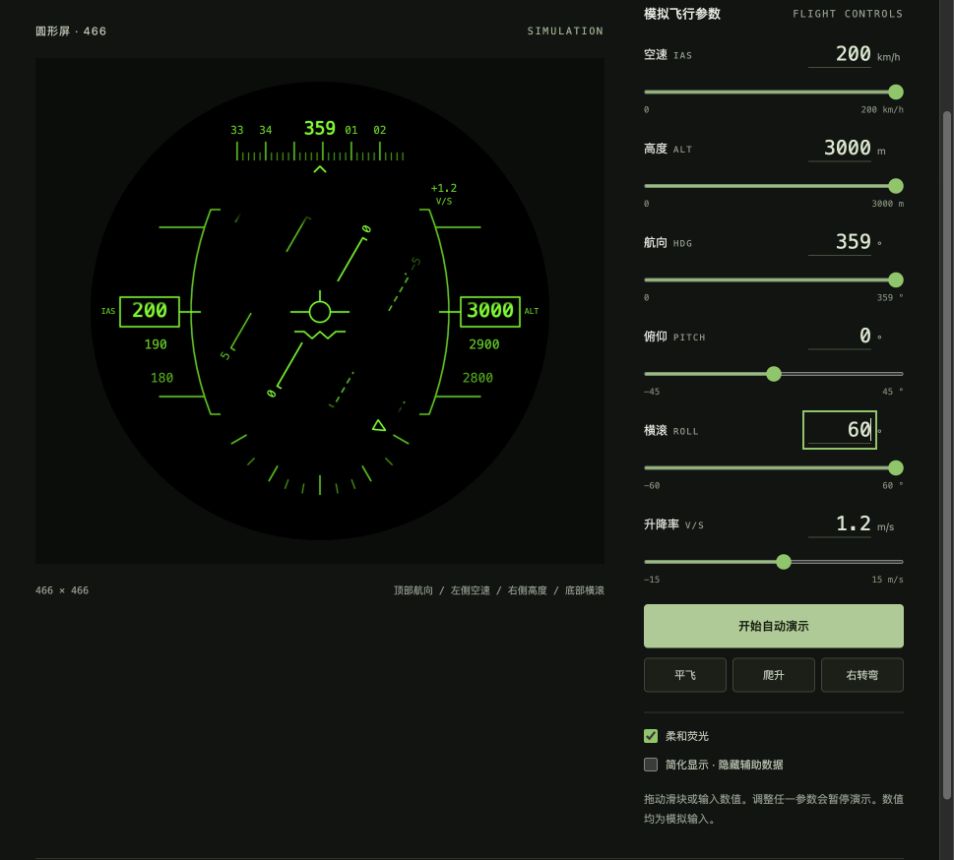 圆形屏 · 466
SIMULATION
33 34 359 01 02
+1.2
V/S
0
-5
IAS 200
3000 ALT
190
2900
5
180
2800
0
466 × 466
顶部航向 / 左侧空速 / 右侧高度 / 底部横滚
模拟飞行参数
FLIGHT CONTROLS
空速 IAS
200 km/h
0
200 km/h
高度 ALT
3000 m
0
3000 m
航向 HDG
359 °
0
359 °
俯仰 PITCH
0 °
−45
45 °
横滚 ROLL
60 °
−60
60 °
升降率 V/S
1.2 m/s
−15
15 m/s
开始自动演示
平飞
爬升
右转弯
柔和荧光
简化显示 · 隐藏辅助数据
拖动滑块或输入数值。调整任一参数会暂停演示。数值
均为模拟输入。